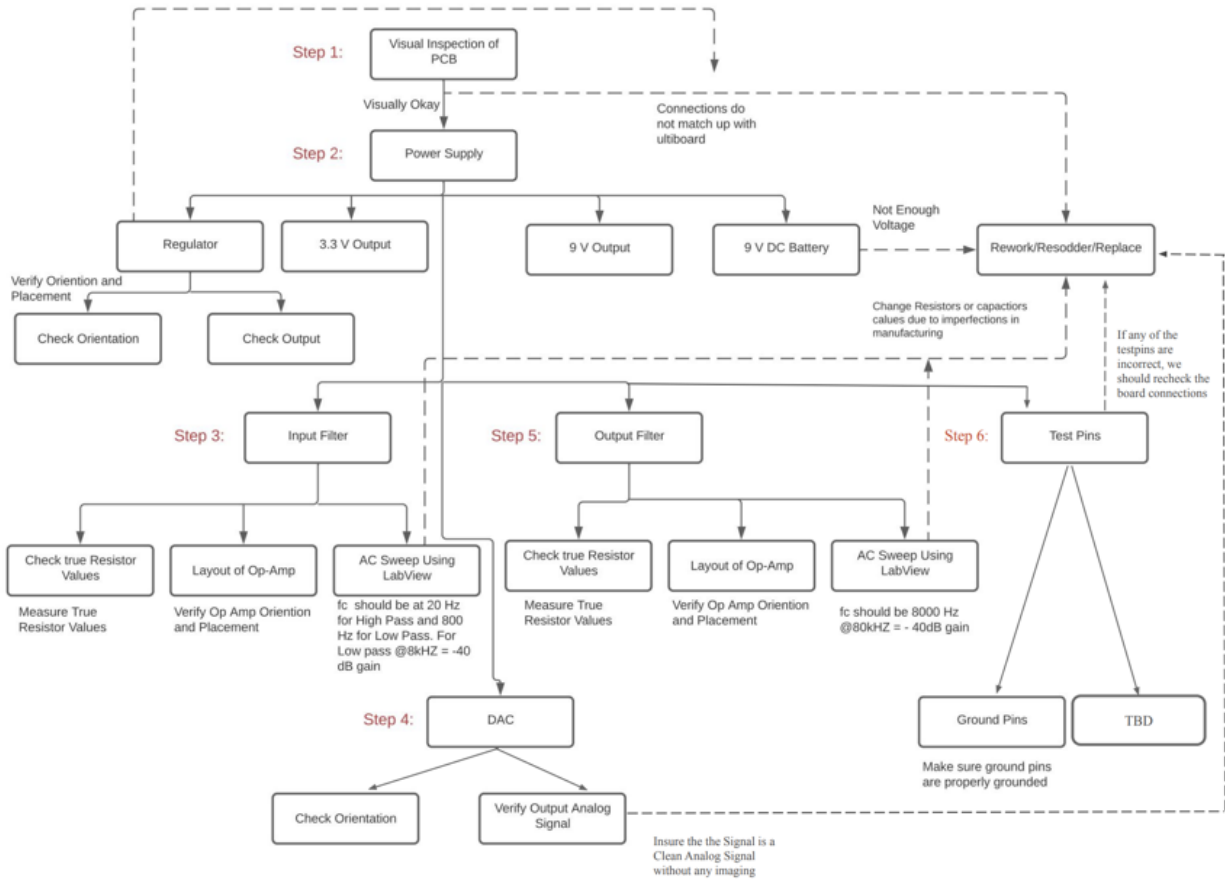 Step 1:
Visual Inspection of
PCB
Visually Okay
Connections do
not match up with
ultiboard
Step 2:
Power Supply
Regulator
3.3 V Output
9 V Output
9 V DC Battery
Not Enough
Voltage
Rework/Resodder/Replace
Verify Oriention and
Placement
Check Orientation
Check Output
Change Resistors or capactiors
calues due to imperfections in
manufacturing
If any of the
testpins are
incorrect, we
should recheck the
board connections
Step 3:
Input Filter
Step 5:
Output Filter
Step 6:
Test Pins
Check true Resistor
Values
Layout of Op-Amp
AC Sweep Using
LabView
Check true Resistor
Values
Layout of Op-Amp
AC Sweep Using
LabView
Measure True
Resistor Values
Verify Op Amp Oriention
and Placement
fc should be at 20 Hz
for High Pass and 800
Hz for Low Pass. For
Low pass @8kHZ = -40
dB gain
Measure True
Resistor Values
Verify Op Amp Oriention
and Placement
fc should be 8000 Hz
@80kHZ = - 40dB gain
Step 4:
DAC
Ground Pins
TBD
Make sure ground pins
are properly grounded
Check Orientation
Verify Output Analog
Signal
Insure the the Signal is a
Clean Analog Signal
without any imaging